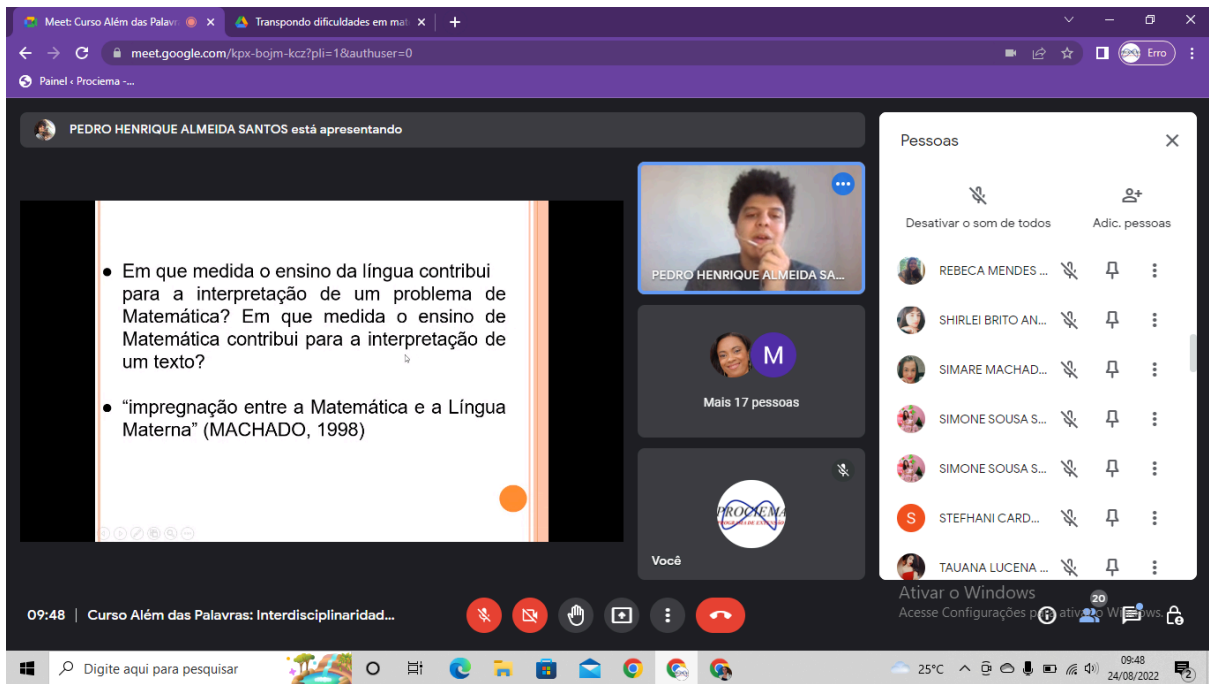 Meet: Curso Além das Palavr
Transpondo dificuldades em mat
meet.google.com/kpx-bojm-kcz?pli=1&authuser=0
Erro
Painel ‹ Prociema -...
PEDRO HENRIQUE ALMEIDA SANTOS está apresentando
• Em que medida o ensino da língua contribui
para a interpretação de um problema de
Matemática? Em que medida o ensino de
Matemática contribui para a interpretação de
um texto?
• “impregnação entre a Matemática e a Língua
Materna” (MACHADO, 1998)
PEDRO HENRIQUE ALMEIDA SA...
M
Mais 17 pessoas
PROCIEMA
PROGRAMA DE EXTENSÃO
Você
Pessoas
Desativar o som de todos
Adic. pessoas
REBECA MENDES ...
SHIRLEI BRITO AN...
SIMARE MACHAD...
SIMONE SOUSA S...
SIMONE SOUSA S...
S
STEFHANI CARD...
TAUANA LUCENA ...
Ativar o Windows
Acesse Configurações para ativar o Windows.
20
09:48 | Curso Além das Palavras: Interdisciplinaridad...
Digite aqui para pesquisar
25°C
09:48
24/08/2022
2